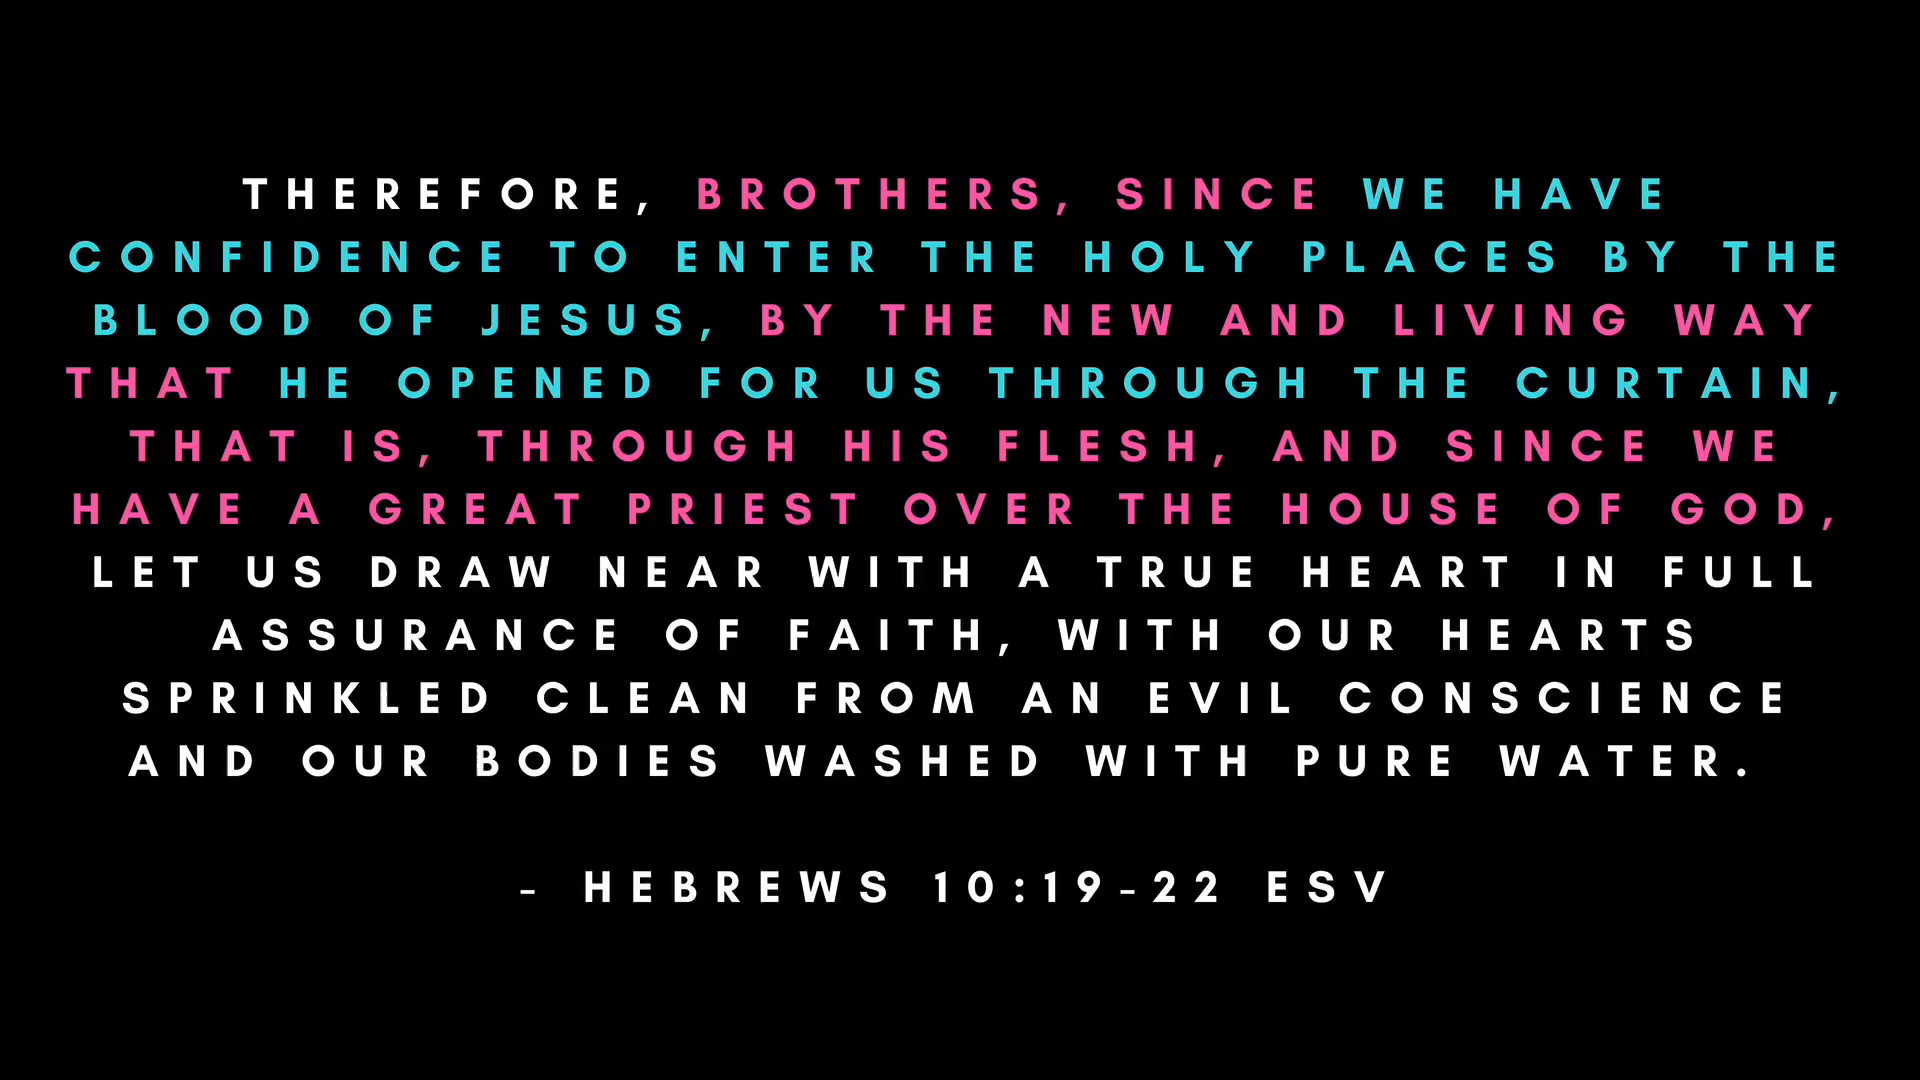 THEREFORE, BROTHERS, SINCE WE HAVE
CONFIDENCE TO ENTER THE HOLY PLACES BY THE
BLOOD OF JESUS, BY THE NEW AND LIVING WAY
THAT HE OPENED FOR US THROUGH THE CURTAIN,
THAT IS, THROUGH HIS FLESH, AND SINCE WE
HAVE A GREAT PRIEST OVER THE HOUSE OF GOD,
LET US DRAW NEAR WITH A TRUE HEART IN FULL
ASSURANCE OF FAITH, WITH OUR HEARTS
SPRINKLED CLEAN FROM AN EVIL CONSCIENCE
AND OUR BODIES WASHED WITH PURE WATER.
- HEBREWS 10:19-22 ESV